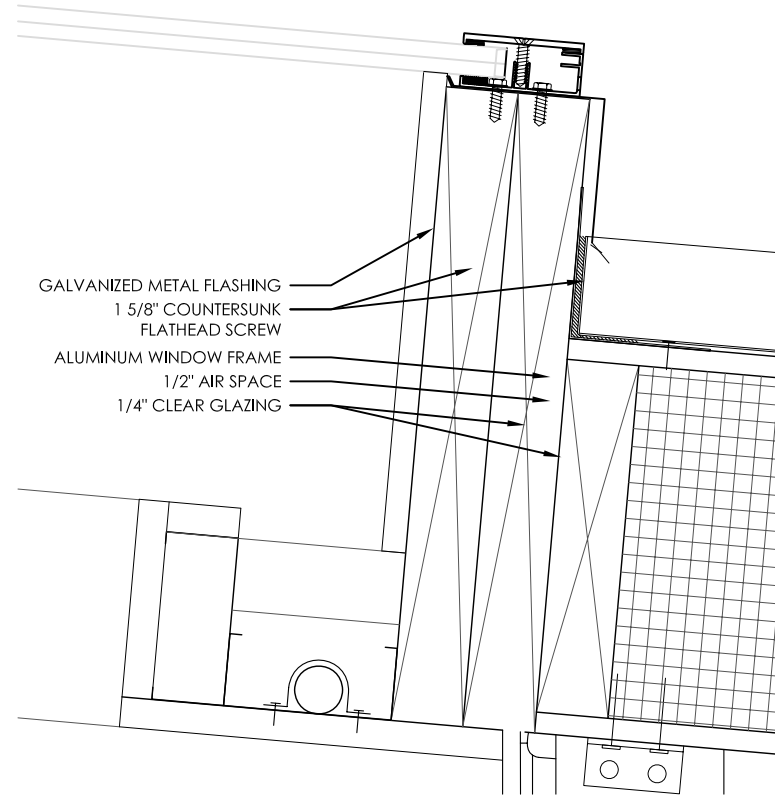 GALVANIZED METAL FLASHING
1 5/8" COUNTERSUNK
FLATHEAD SCREW
ALUMINUM WINDOW FRAME
1/2" AIR SPACE
1/4" CLEAR GLAZING